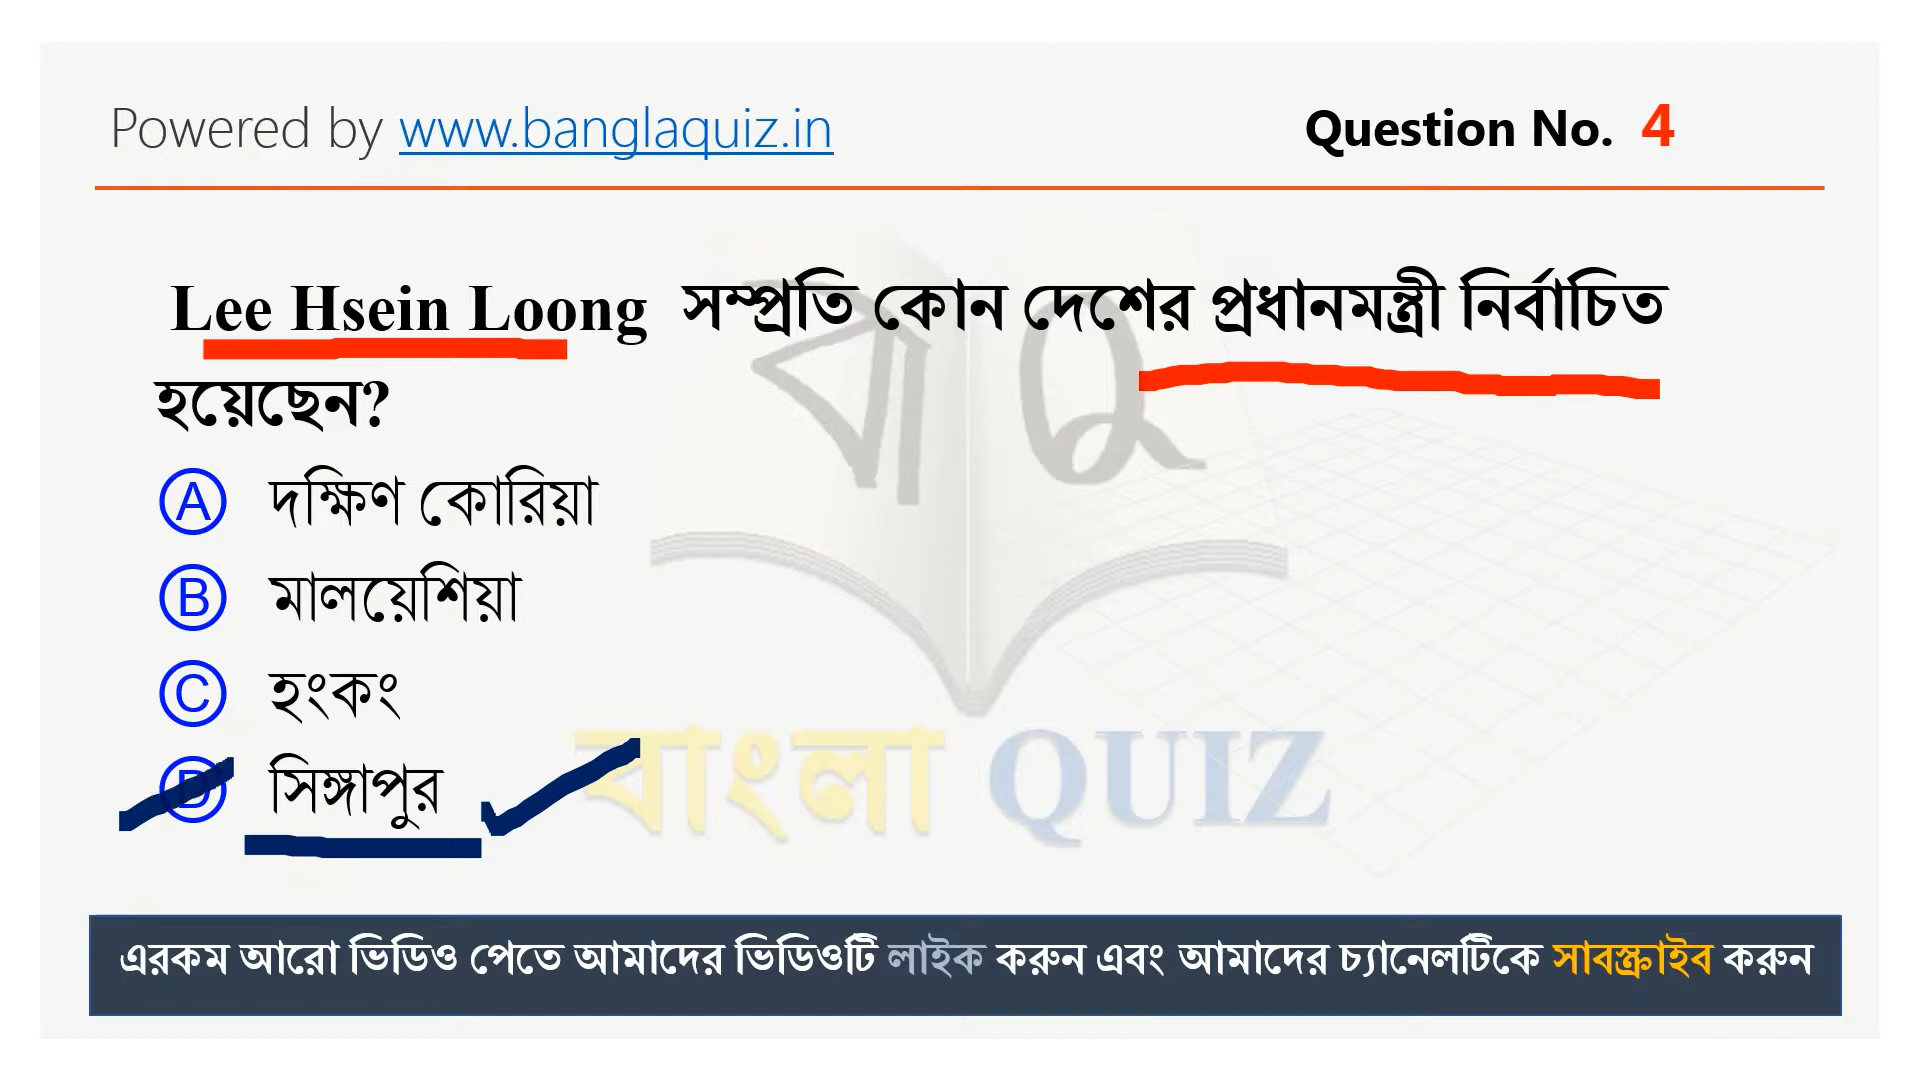 Powered by www.banglaquiz.in
Question No. 4
Lee Hsein Loong সম্প্রতি কোন দেশের প্রধানমন্ত্রী নির্বাচিত
হয়েছেন?
A দক্ষিণ কোরিয়া
B মালয়েশিয়া
C হংকং
D সিঙ্গাপুর
বা Q
বাংলা QUIZ
এরকম আরো ভিডিও পেতে আমাদের ভিডিওটি লাইক করুন এবং আমাদের চ্যানেলটিকে সাবস্ক্রাইব করুন